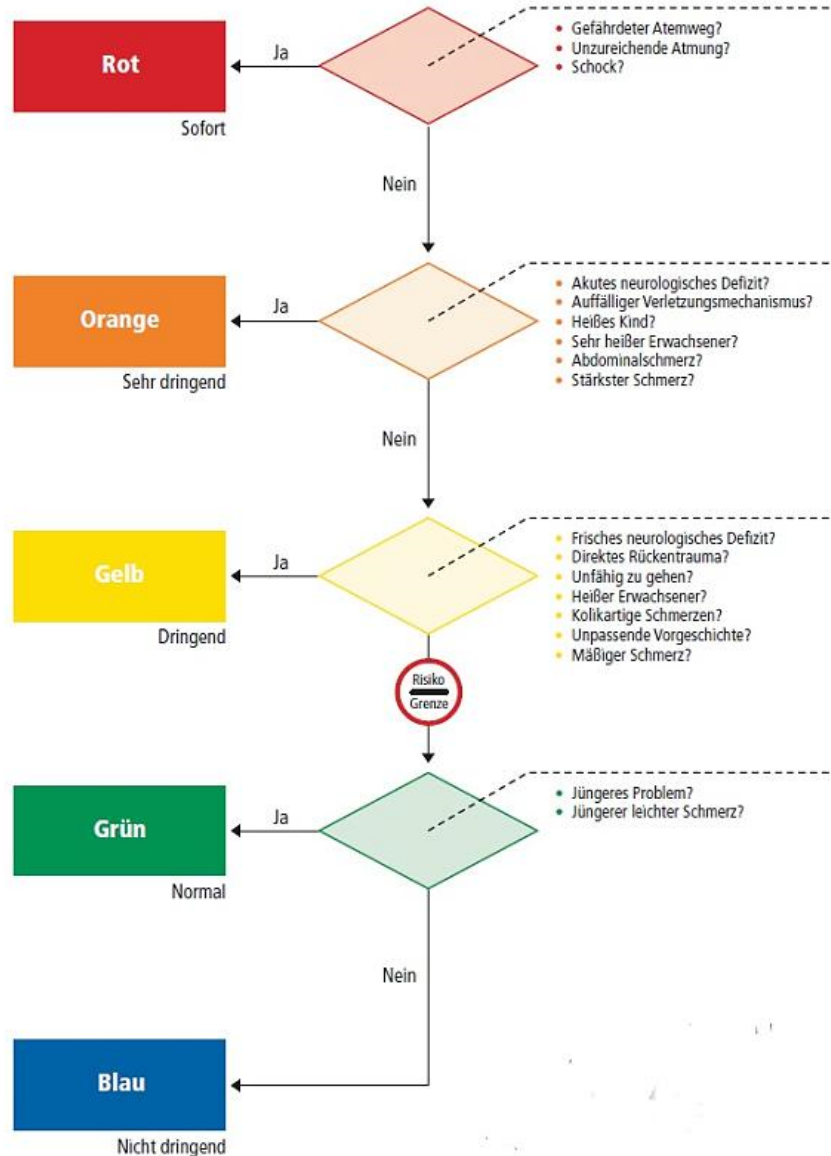 Rot
Sofort
Ja
Gefährdeter Atemweg?
Unzureichende Atmung?
Schock?
Nein
Orange
Sehr dringend
Ja
Akutes neurologisches Defizit?
Auffälliger Verletzungsmechanismus?
Heißes Kind?
Sehr heißer Erwachsener?
Abdominalschmerz?
Stärkster Schmerz?
Nein
Gelb
Dringend
Ja
Frisches neurologisches Defizit?
Direktes Rückentrauma?
Unfähig zu gehen?
Heißer Erwachsener?
Kolikartige Schmerzen?
Unpassende Vorgeschichte?
Mäßiger Schmerz?
Risiko
Grenze
Grün
Normal
Ja
Jüngeres Problem?
Jüngerer leichter Schmerz?
Nein
Blau
Nicht dringend